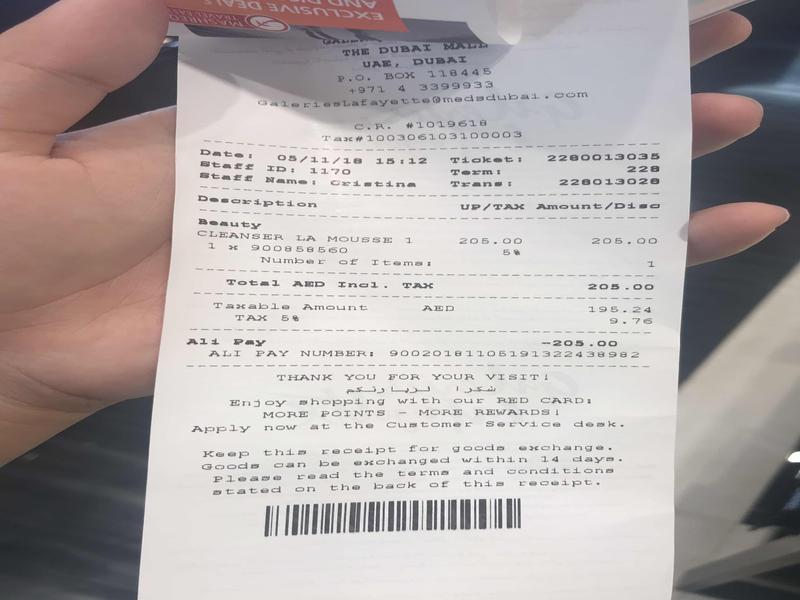 EXCLUSIVE DEALS
THE DUBAI MALL
UAE, DUBAI
P.O. BOX 118445
+971 4 3399933
GaleriesLafayette@medsdubai.com
C.R. #1019618
Tax#100306103100003
Date: 05/11/18 15:12 Ticket: 2280013035
Staff ID: 1170 Term: 228
Staff Name: Cristina Trans: 228013028
Description UP/TAX Amount/Disc
Beauty
CLEANSER LA MOUSSE 1 205.00 205.00
1 x 900858560 5%
Number of Items: 1
Total AED Incl. TAX 205.00
Taxable Amount AED 195.24
TAX 5% 9.76
Ali Pay -205.00
ALI PAY NUMBER: 9002018110519132243898​2
THANK YOU FOR YOUR VISIT!
شكرا لزيارتكم
Enjoy shopping with our RED CARD:
MORE POINTS - MORE REWARDS!
Apply now at the Customer Service desk.
Keep this receipt for goods exchange.
Goods can be exchanged within 14 days.
Please read the terms and conditions
stated on the back of this receipt.